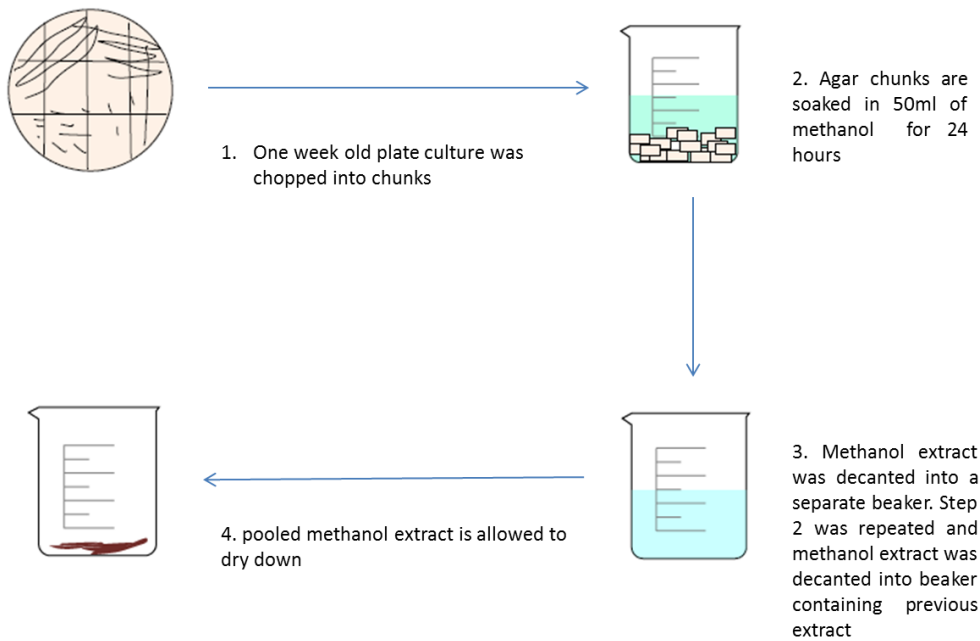 1. One week old plate culture was
chopped into chunks
2. Agar chunks are
soaked in 50ml of
methanol for 24
hours
3. Methanol extract
was decanted into a
separate beaker. Step
2 was repeated and
methanol extract was
decanted into beaker
containing previous
extract
4. pooled methanol extract is allowed to
dry down